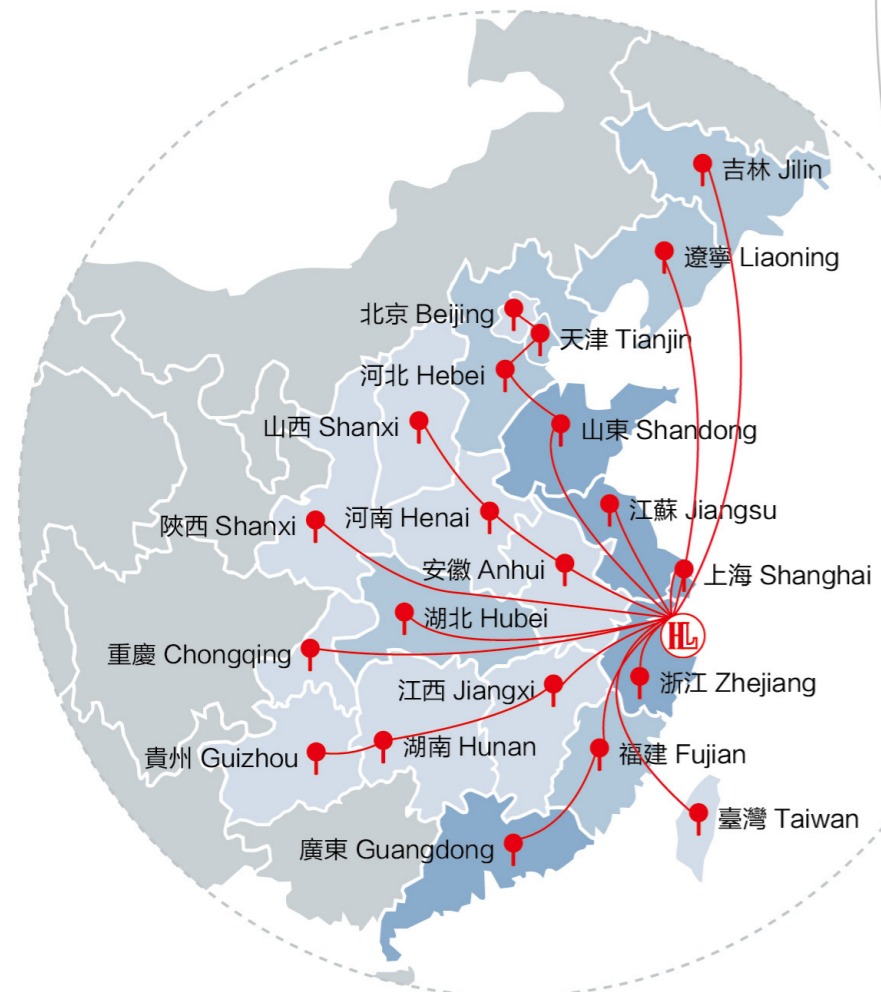 吉林 Jilin
遼寧 Liaoning
北京 Beijing
天津 Tianjin
河北 Hebei
山西 Shanxi
山東 Shandong
陝西 Shanxi
河南 Henai
江蘇 Jiangsu
安徽 Anhui
上海 Shanghai
湖北 Hubei
HL
重慶 Chongqing
江西 Jiangxi
浙江 Zhejiang
貴州 Guizhou
湖南 Hunan
福建 Fujian
臺灣 Taiwan
廣東 Guangdong